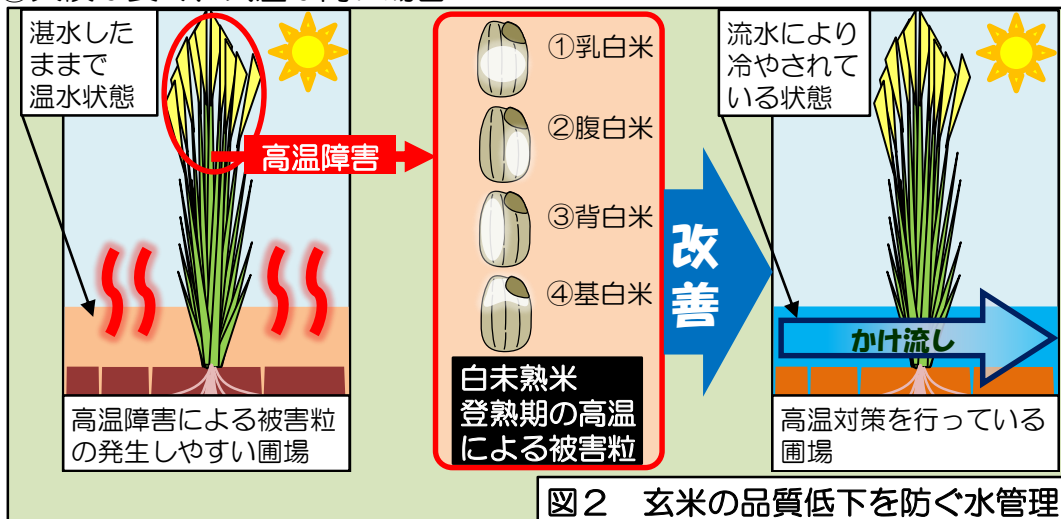 湛水した
ままで
温水状態
高温障害
①乳白米
②腹白米
③背白米
④基白米
白未熟米
登熟期の高温
による被害粒
改善
流水により
冷やされて
いる状態
かけ流し
高温障害による被害粒
の発生しやすい圃場
高温対策を行っている
圃場
図2 玄米の品質低下を防ぐ水管理